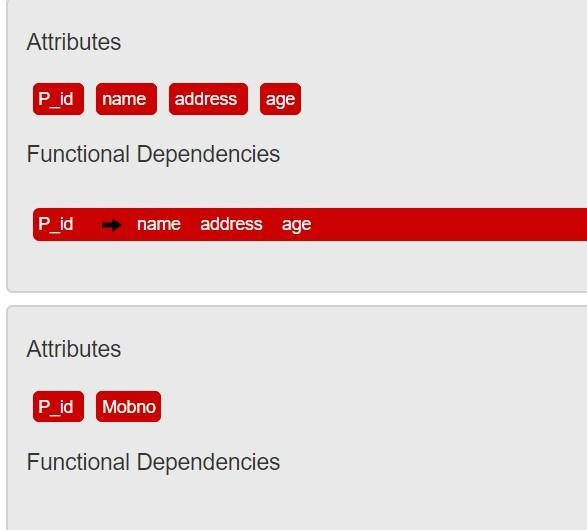 Attributes
P_id name address age
Functional Dependencies
P_id name address age
Attributes
P_id Mobno
Functional Dependencies